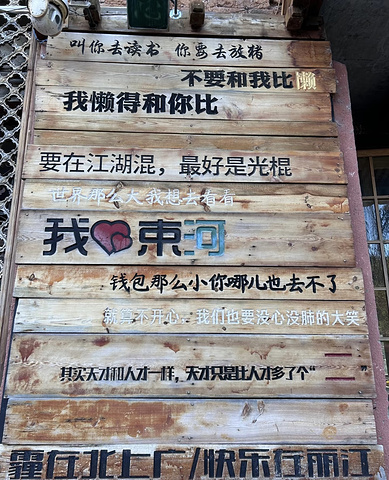 叫你去读书 你要去放猪
不要和我比懒
我懒得和你比
要在江湖混，最好是光棍
世界那么大我想去看看
我❤束河
钱包那么小你哪儿也去不了
就算不开心、我们也要没心没肺的大笑
其实天才和人才一样，天才只是比人才多了个“二”
霾在北上广/快乐在丽江